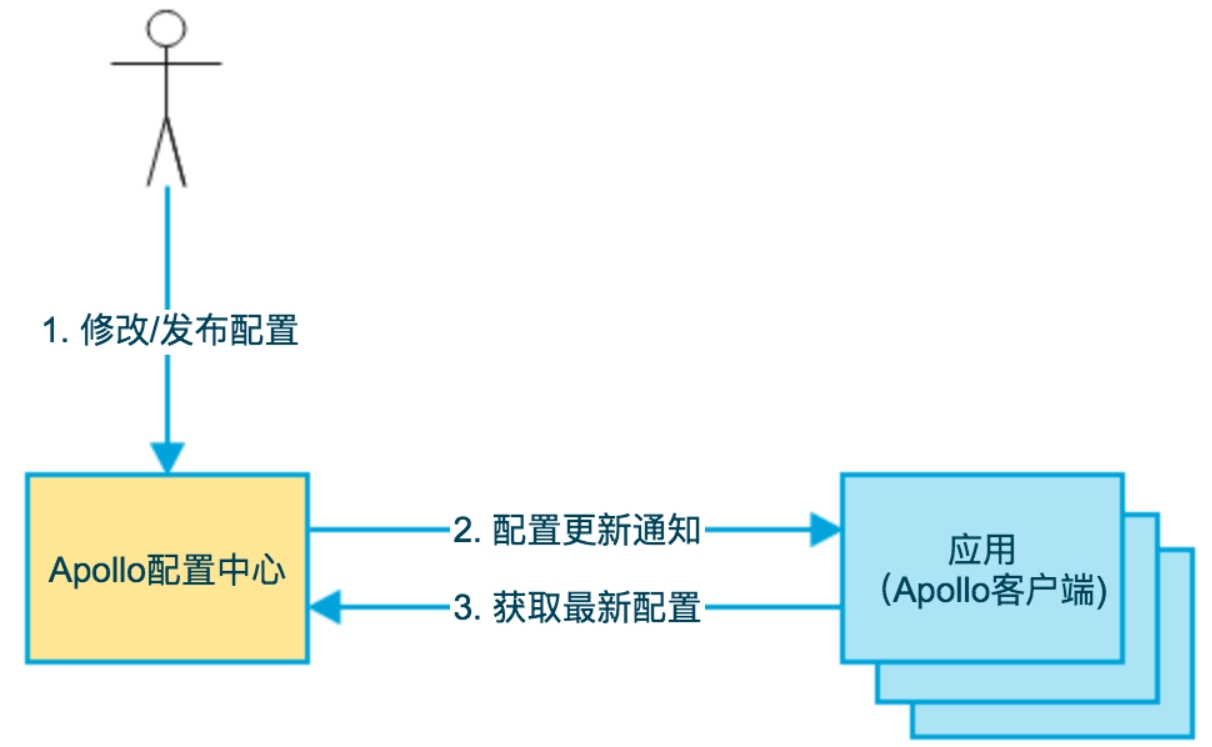 1. 修改/发布配置
Apollo配置中心
2. 配置更新通知
3. 获取最新配置
应用
（Apollo客户端)